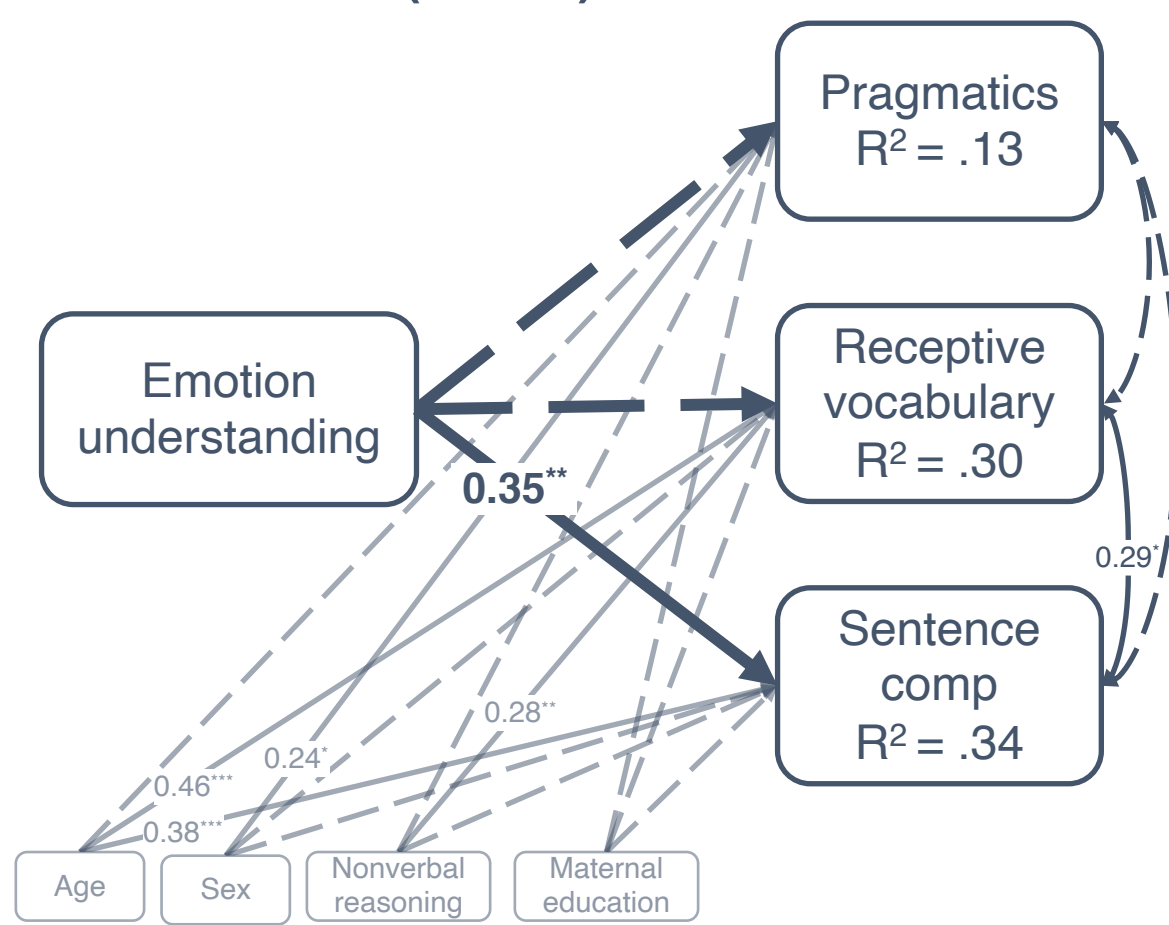 Pragmatics
R² = .13
Emotion
understanding
Receptive
vocabulary
R² = .30
0.35**
0.29*
Sentence
comp
R² = .34
0.28**
0.24*
0.46***
0.38***
Age
Sex
Nonverbal
reasoning
Maternal
education